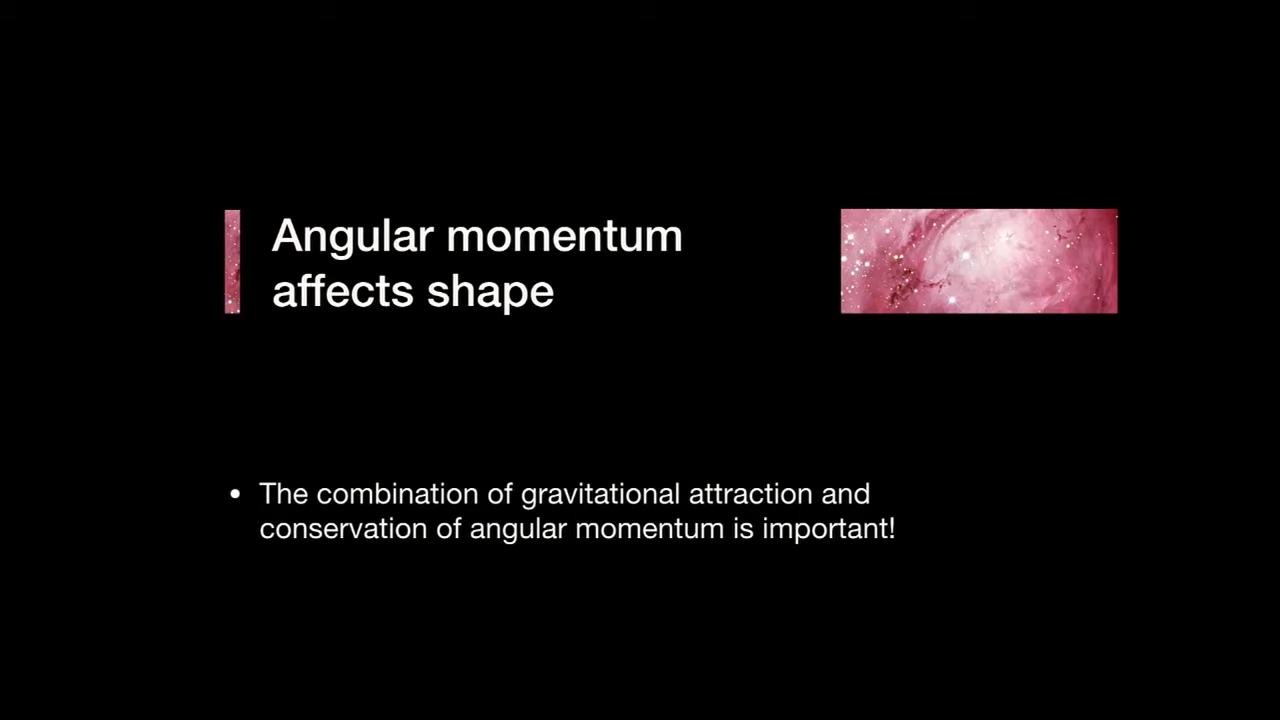 Angular momentum
affects shape
• The combination of gravitational attraction and
conservation of angular momentum is important!